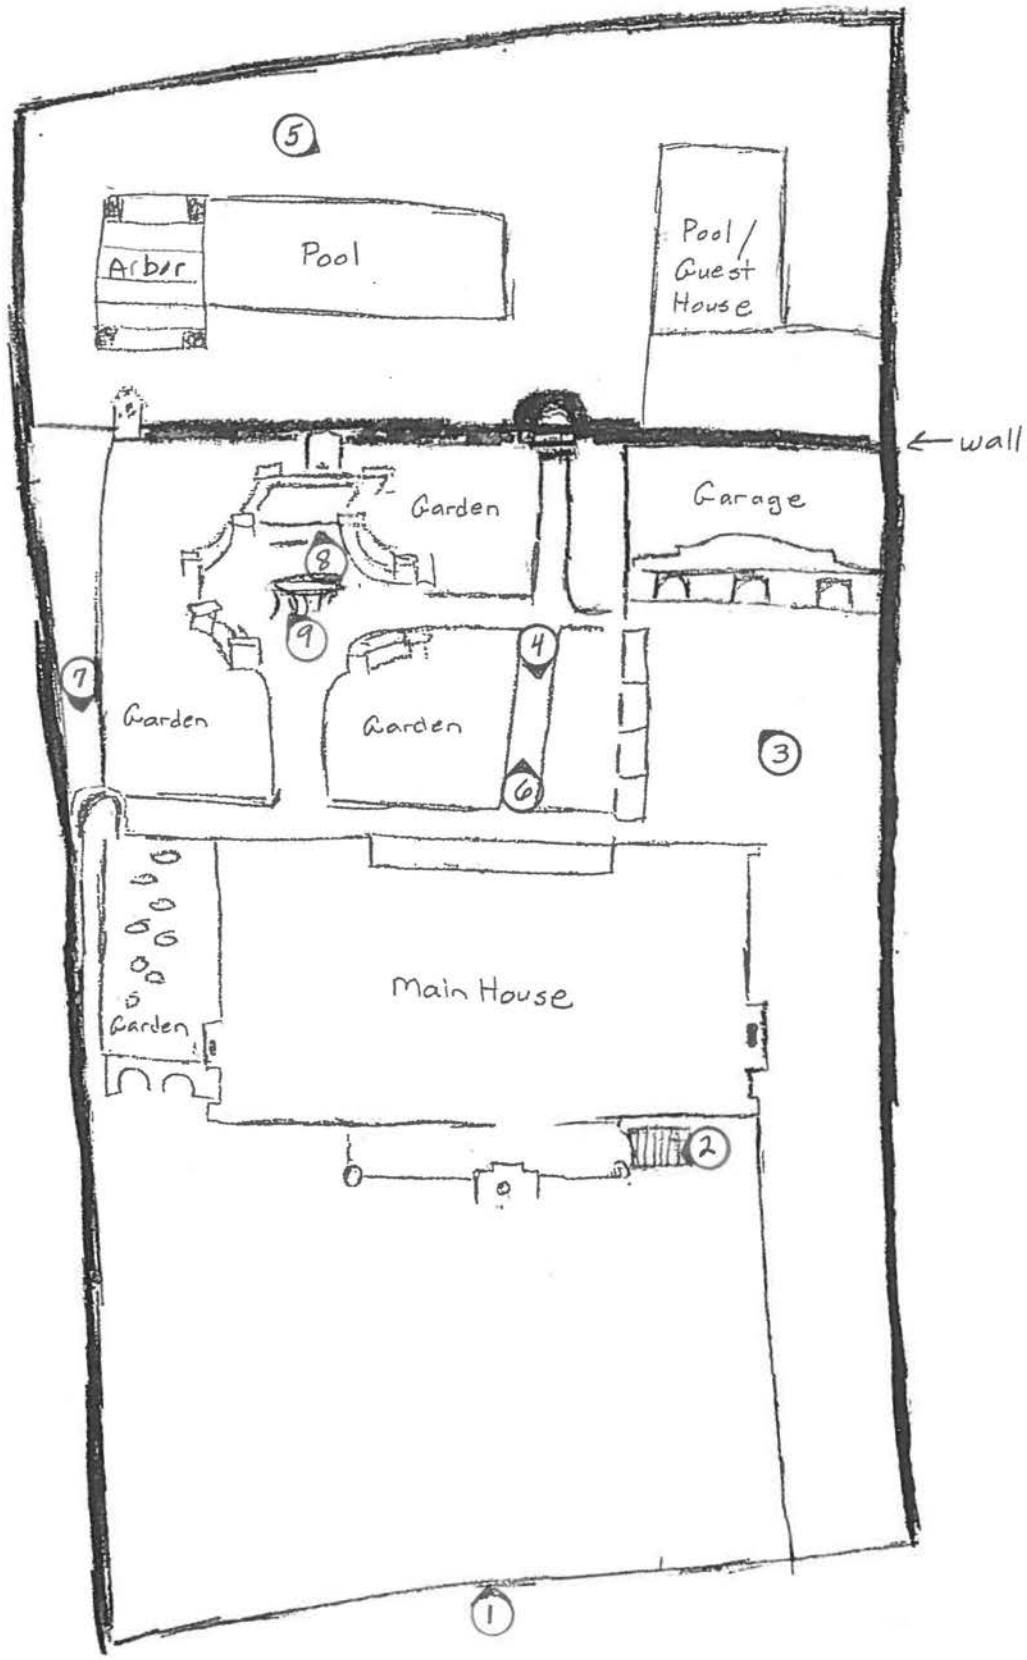 5
Arbor
Pool
Pool /
Guest
House
← wall
Garden
Garage
8
9
4
7
Garden
Garden
3
6
Main House
Garden
2
1